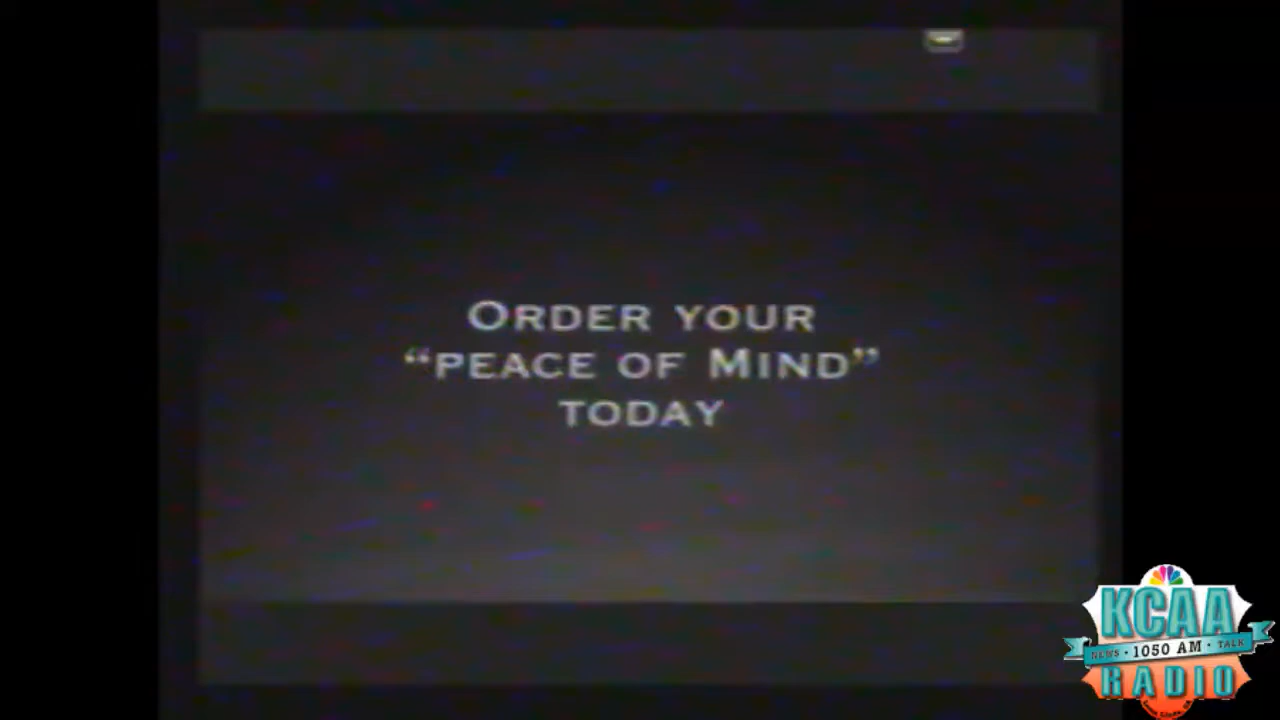 ORDER YOUR
“PEACE OF MIND”
TODAY
KCAA
NEWS · 1050 AM · TALK
RADIO